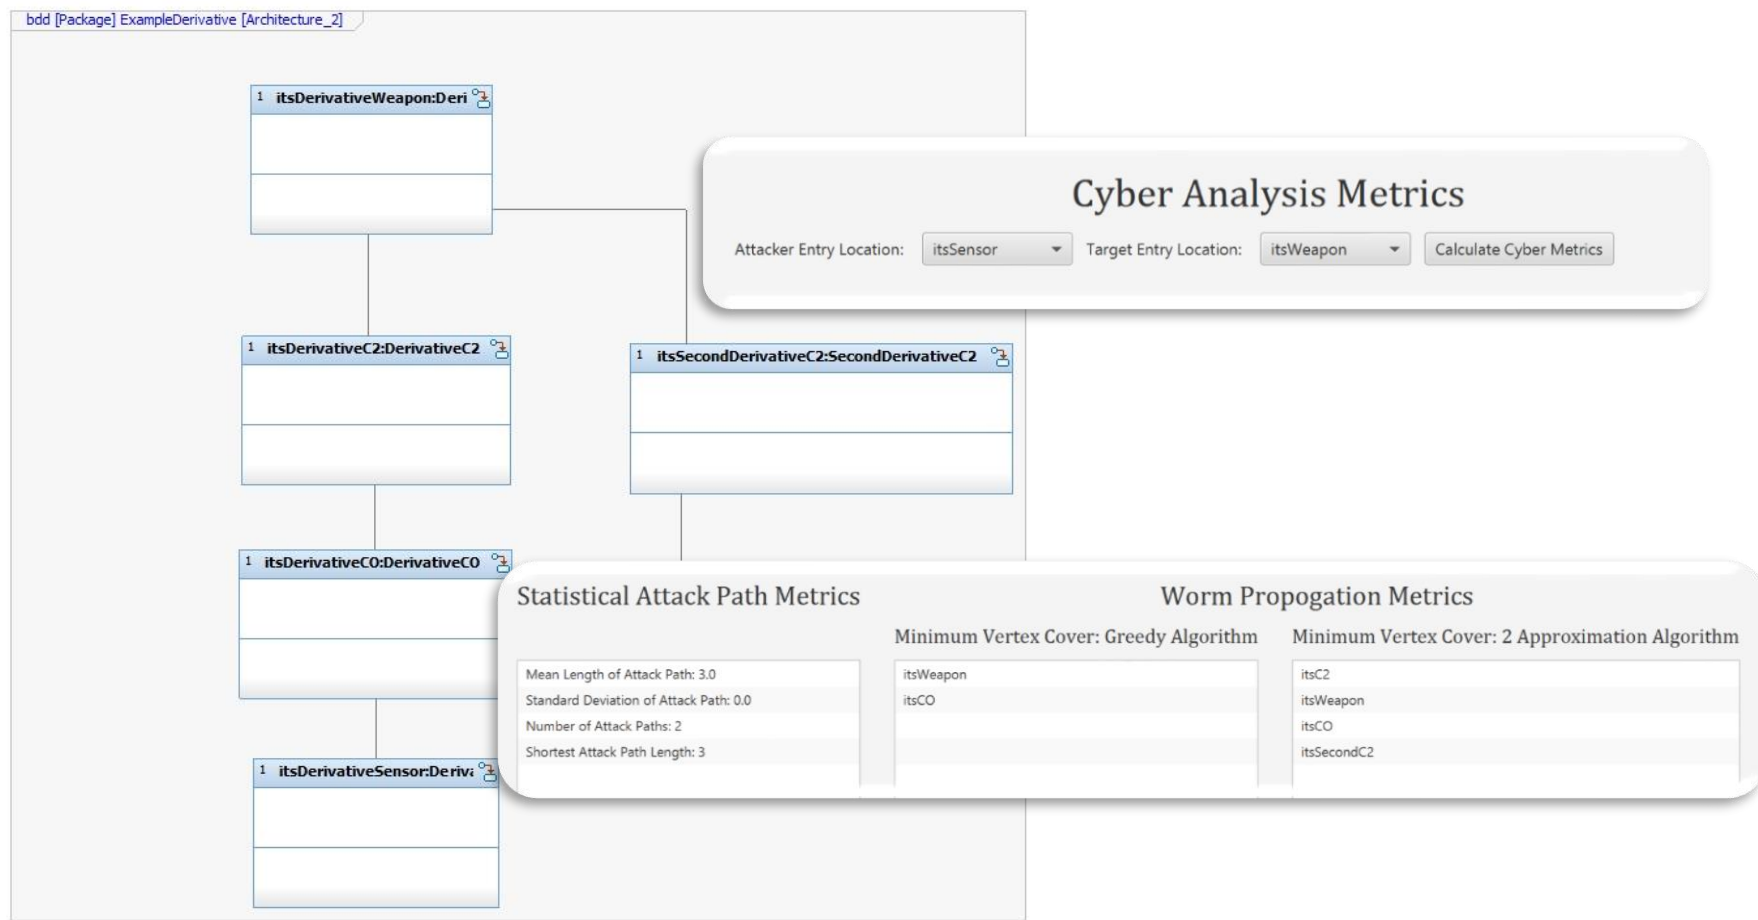 bdd [Package] ExampleDerivative [Architecture_2]
1 itsDerivativeWeapon:Deri
Cyber Analysis Metrics
Attacker Entry Location: itsSensor Target Entry Location: itsWeapon Calculate Cyber Metrics
1 itsDerivativeC2:DerivativeC2
1 itsSecondDerivativeC2:SecondDerivativeC2
1 itsDerivativeCO:DerivativeCO
Statistical Attack Path Metrics
Mean Length of Attack Path: 3.0
Standard Deviation of Attack Path: 0.0
Number of Attack Paths: 2
Shortest Attack Path Length: 3
Worm Propogation Metrics
Minimum Vertex Cover: Greedy Algorithm
itsWeapon
itsCO
Minimum Vertex Cover: 2 Approximation Algorithm
itsC2
itsWeapon
itsCO
itsSecondC2
1 itsDerivativeSensor:Deriva